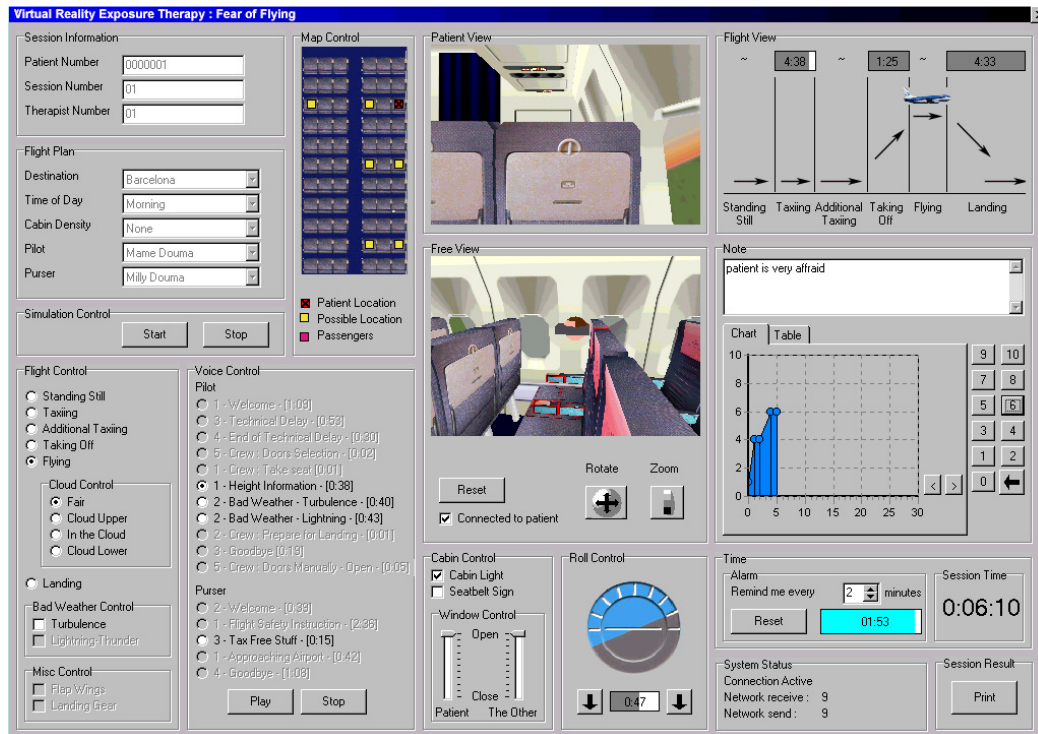 Virtual Reality Exposure Therapy : Fear of Flying
Session Information
Patient Number 0000001
Session Number 01
Therapist Number 01
Flight Plan
Destination Barcelona
Time of Day Morning
Cabin Density None
Pilot Mame Douma
Purser Milly Douma
Simulation Control
Start Stop
Map Control
Patient Location
Possible Location
Passengers
Patient View
Free View
Reset
Connected to patient
Rotate Zoom
Flight View
~ 4:38 ~ 1:25 ~ 4:33
Standing Still
Taxiing
Additional Taxiing
Taking Off
Flying
Landing
Note
patient is very affraid
Chart Table
10
8
6
4
2
0
0 5 10 15 20 25 30
< >
9 10
7 8
5 6
3 4
1 2
0
Flight Control
Standing Still
Taxiing
Additional Taxiing
Taking Off
Flying
Cloud Control
Fair
Cloud Upper
In the Cloud
Cloud Lower
Landing
Bad Weather Control
Turbulence
Lightning-Thunder
Misc Control
Flap Wings
Landing Gear
Voice Control
Pilot
1 - Welcome - [1:09]
3 - Technical Delay - [0:53]
4 - End of Technical Delay - [0:30]
5 - Crew : Doors Selection - [0:02]
1 - Crew : Take seat [0:01]
1 - Height Information - [0:38]
2 - Bad Weather - Turbulence - [0:40]
2 - Bad Weather - Lightning - [0:43]
2 - Crew : Prepare for Landing - [0:01]
3 - Goodbye [0:19]
5 - Crew : Doors Manually - Open - [0:05]
Purser
2 - Welcome - [0:39]
1 - Flight Safety Instruction - [2:36]
3 - Tax Free Stuff - [0:15]
1 - Approaching Airport - [0:42]
4 - Goodbye - [1:08]
Play Stop
Cabin Control
Cabin Light
Seatbelt Sign
Window Control
Open
Close
Patient The Other
Roll Control
0:47
Time
Alarm
Remind me every 2 minutes
Reset 01:53
Session Time
0:06:10
System Status
Connection Active
Network receive : 9
Network send : 9
Session Result
Print